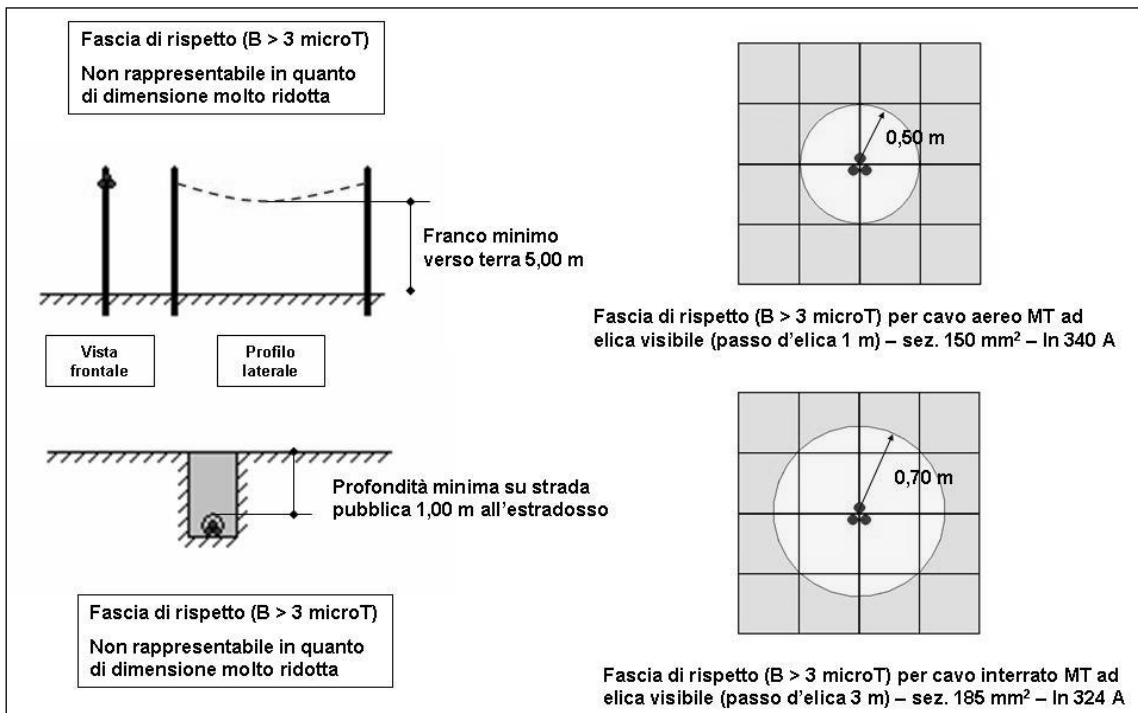 Fascia di rispetto (B > 3 microT)
Non rappresentabile in quanto
di dimensione molto ridotta
Franco minimo
verso terra 5,00 m
Vista
frontale
Profilo
laterale
Profondità minima su strada
pubblica 1,00 m all'estradosso
Fascia di rispetto (B > 3 microT)
Non rappresentabile in quanto
di dimensione molto ridotta
0,50 m
Fascia di rispetto (B > 3 microT) per cavo aereo MT ad
elica visibile (passo d'elica 1 m) – sez. 150 mm² – In 340 A
0,70 m
Fascia di rispetto (B > 3 microT) per cavo interrato MT ad
elica visibile (passo d'elica 3 m) – sez. 185 mm² – In 324 A